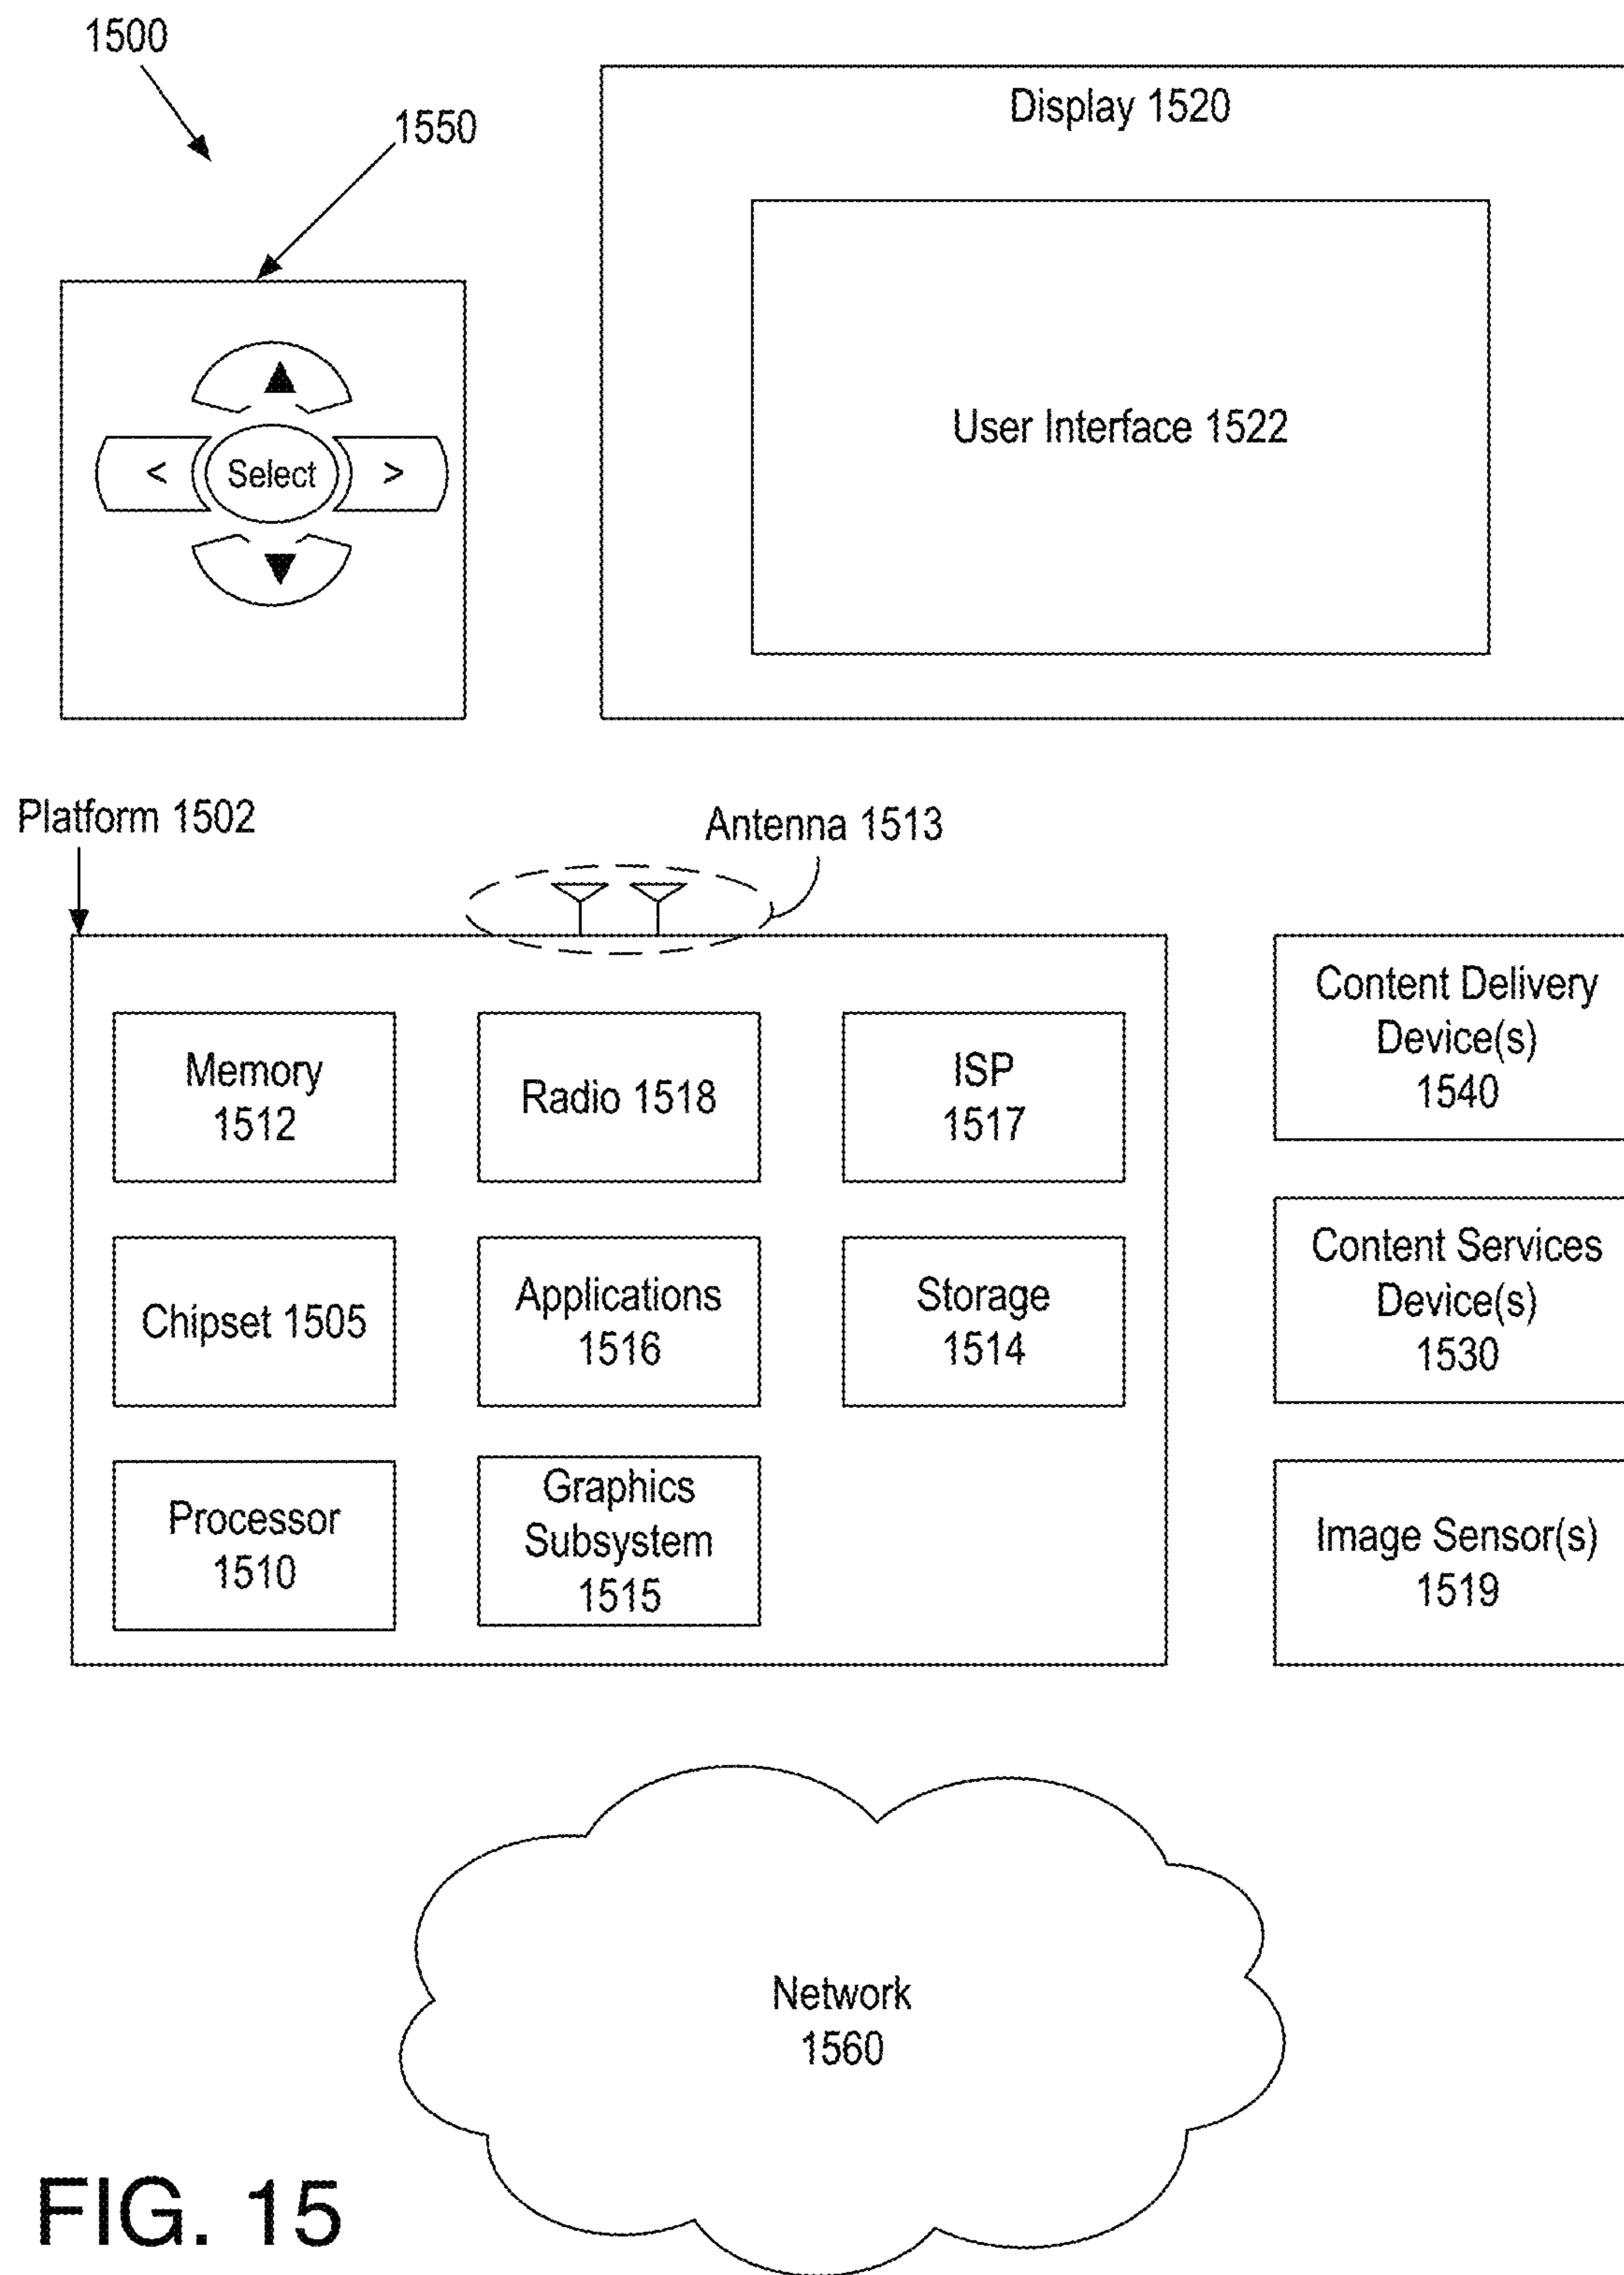 1500
1550
Display 1520
User Interface 1522
< Select >
Platform 1502
Antenna 1513
Memory
1512
Radio 1518
ISP
1517
Chipset 1505
Applications
1516
Storage
1514
Processor
1510
Graphics
Subsystem
1515
Content Delivery
Device(s)
1540
Content Services
Device(s)
1530
Image Sensor(s)
1519
Network
1560
FIG. 15